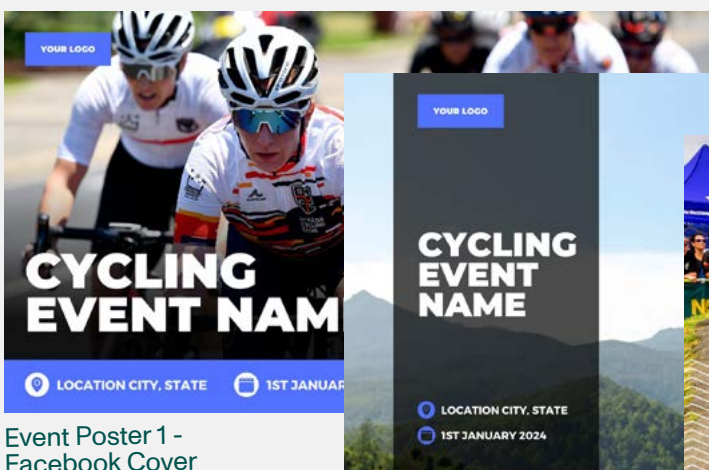 YOUR LOGO
CYCLING
EVENT NAM
LOCATION CITY, STATE
1ST JANUAR
Event Poster 1 -
Facebook Cover
YOUR LOGO
CYCLING
EVENT
NAME
LOCATION CITY, STATE
1ST JANUARY 2024